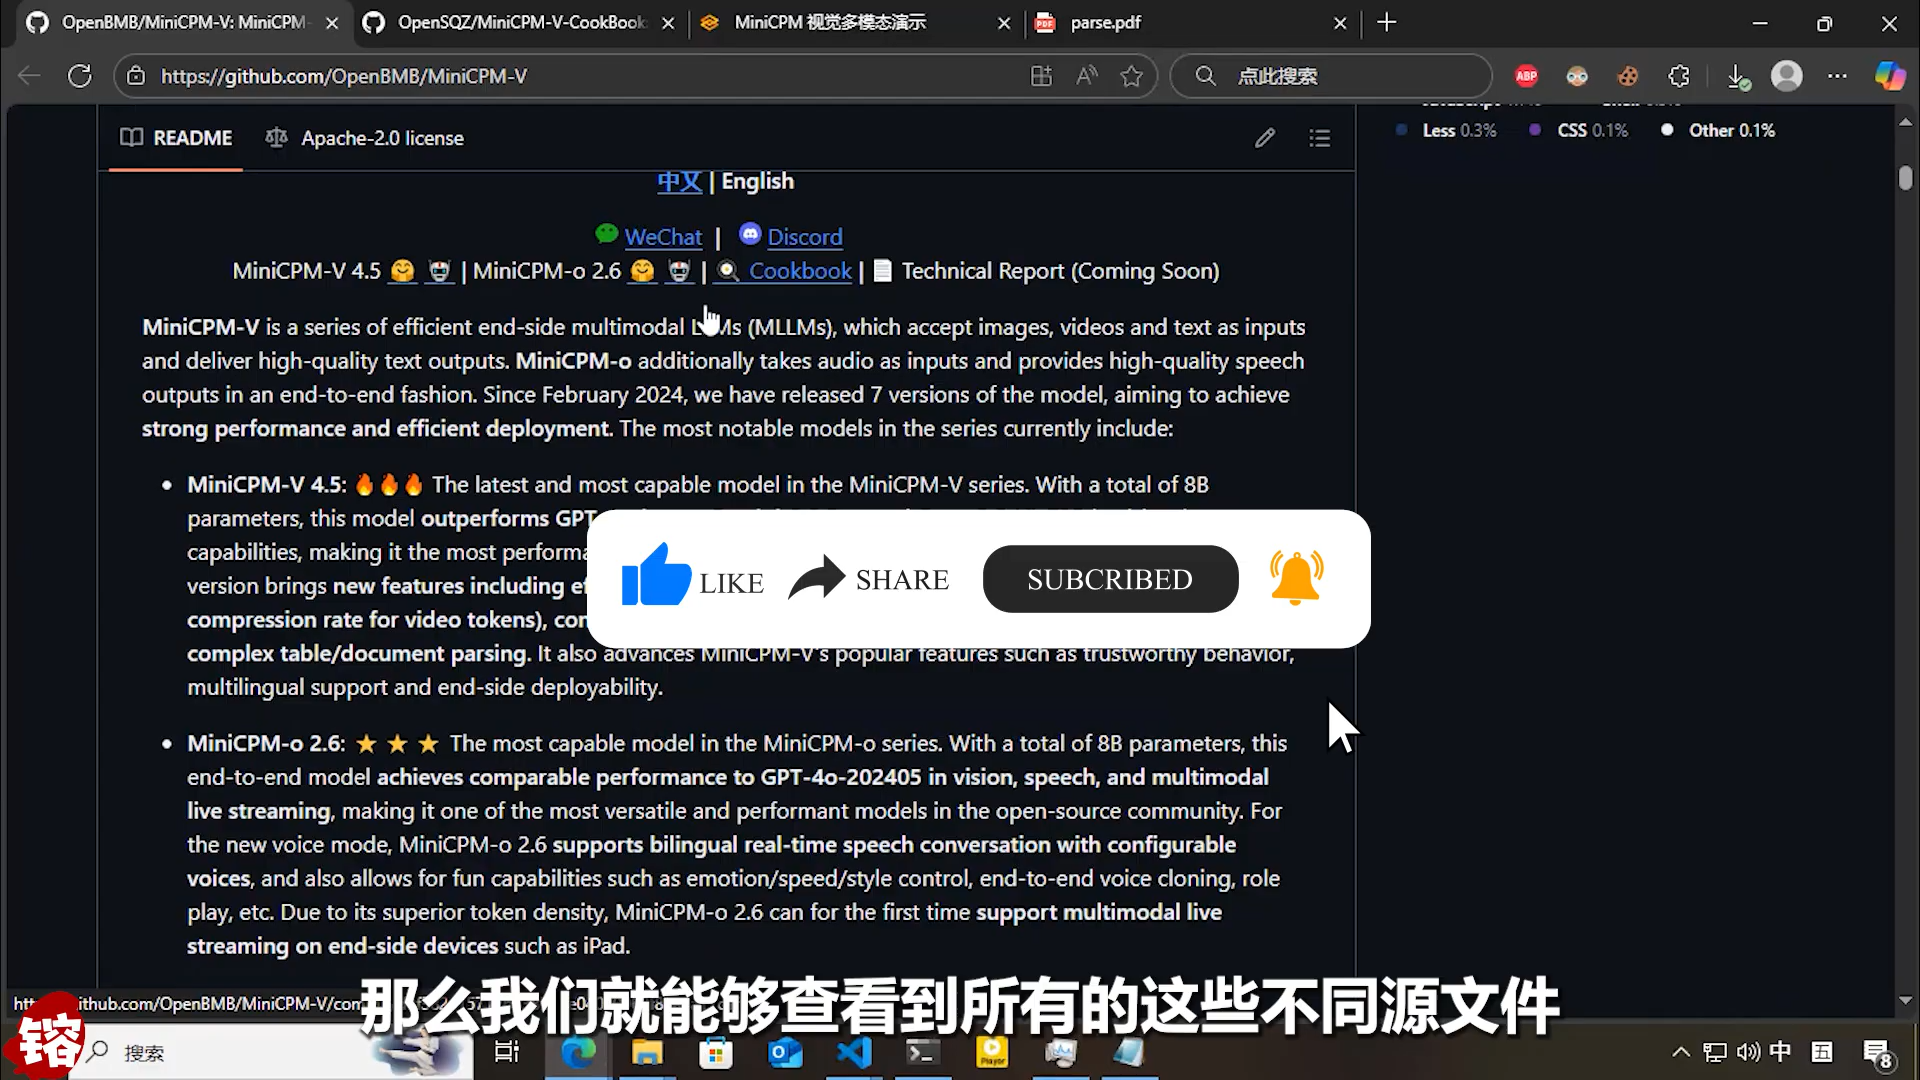 OpenBMB/MiniCPM-V: MiniCPM-
OpenSQZ/MiniCPM-V-CookBook
MiniCPM 视觉多模态演示
parse.pdf
https://github.com/OpenBMB/MiniCPM-V
点此搜索
ABP
README
Apache-2.0 license
Less 0.3%
CSS 0.1%
Other 0.1%
中文 | English
WeChat | Discord
MiniCPM-V 4.5 | MiniCPM-o 2.6 | Cookbook | Technical Report (Coming Soon)
MiniCPM-V is a series of efficient end-side multimodal LLMs (MLLMs), which accept images, videos and text as inputs
and deliver high-quality text outputs. MiniCPM-o additionally takes audio as inputs and provides high-quality speech
outputs in an end-to-end fashion. Since February 2024, we have released 7 versions of the model, aiming to achieve
strong performance and efficient deployment. The most notable models in the series currently include:
MiniCPM-V 4.5: The latest and most capable model in the MiniCPM-V series. With a total of 8B
parameters, this model outperforms GPT
capabilities, making it the most performa
version brings new features including ef
compression rate for video tokens), con
complex table/document parsing. It also advances MiniCPM-V's popular features such as trustworthy behavior,
multilingual support and end-side deployability.
LIKE
SHARE
SUBCRIBED
MiniCPM-o 2.6: The most capable model in the MiniCPM-o series. With a total of 8B parameters, this
end-to-end model achieves comparable performance to GPT-4o-202405 in vision, speech, and multimodal
live streaming, making it one of the most versatile and performant models in the open-source community. For
the new voice mode, MiniCPM-o 2.6 supports bilingual real-time speech conversation with configurable
voices, and also allows for fun capabilities such as emotion/speed/style control, end-to-end voice cloning, role
play, etc. Due to its superior token density, MiniCPM-o 2.6 can for the first time support multimodal live
streaming on end-side devices such as iPad.
那么我们就能够查看到所有的这些不同源文件
ithub.com/OpenBMB/MiniCPM-V/com
镕
搜索
Player
中
五
8